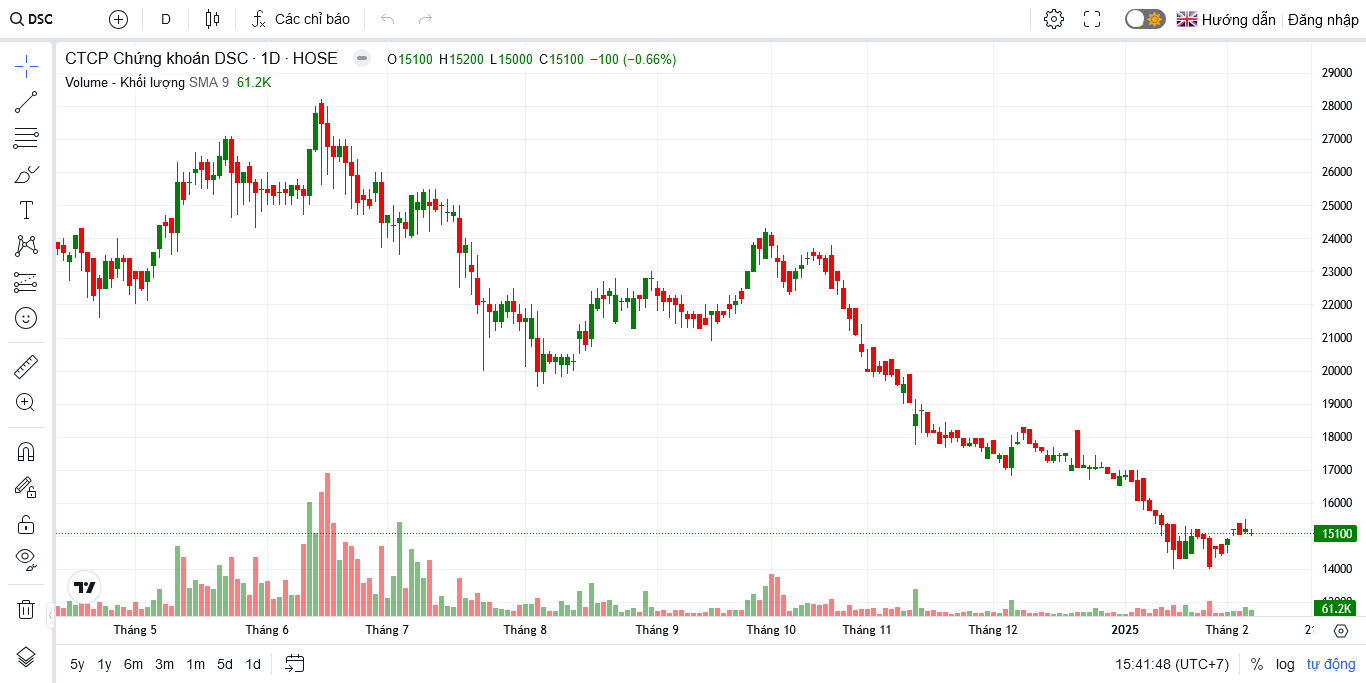 DSC D Các chỉ báo Hướng dẫn Đăng nhập
CTCP Chứng khoán DSC · 1D · HOSE O15100 H15200 L15000 C15100 −100 (−0.66%)
Volume - Khối lượng SMA 9 61.2K
29000
28000
27000
26000
25000
24000
23000
22000
21000
20000
19000
18000
17000
16000
15100
14000
61.2K
Tháng 5 Tháng 6 Tháng 7 Tháng 8 Tháng 9 Tháng 10 Tháng 11 Tháng 12 2025 Tháng 2
5y 1y 6m 3m 1m 5d 1d 15:41:48 (UTC+7) % log tự động